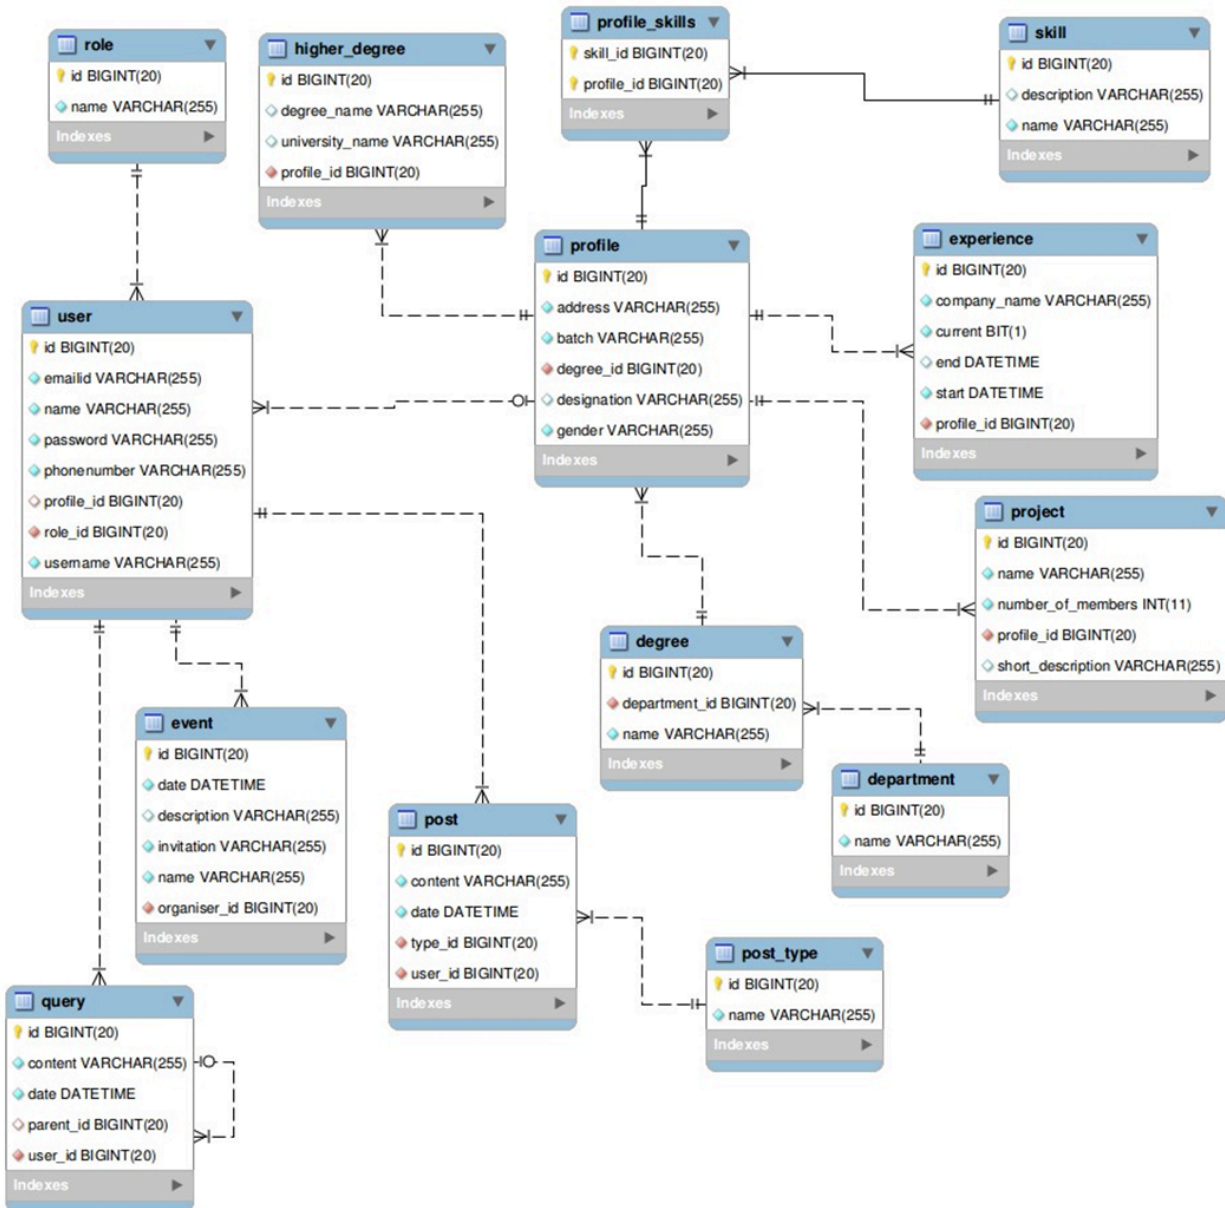 role
id BIGINT(20)
name VARCHAR(255)
Indexes
higher_degree
id BIGINT(20)
degree_name VARCHAR(255)
university_name VARCHAR(255)
profile_id BIGINT(20)
Indexes
profile_skills
skill_id BIGINT(20)
profile_id BIGINT(20)
Indexes
skill
id BIGINT(20)
description VARCHAR(255)
name VARCHAR(255)
Indexes
user
id BIGINT(20)
emailid VARCHAR(255)
name VARCHAR(255)
password VARCHAR(255)
phonenumber VARCHAR(255)
profile_id BIGINT(20)
role_id BIGINT(20)
username VARCHAR(255)
Indexes
profile
id BIGINT(20)
address VARCHAR(255)
batch VARCHAR(255)
degree_id BIGINT(20)
designation VARCHAR(255)
gender VARCHAR(255)
Indexes
experience
id BIGINT(20)
company_name VARCHAR(255)
current BIT(1)
end DATETIME
start DATETIME
profile_id BIGINT(20)
Indexes
project
id BIGINT(20)
name VARCHAR(255)
number_of_members INT(11)
profile_id BIGINT(20)
short_description VARCHAR(255)
Indexes
degree
id BIGINT(20)
department_id BIGINT(20)
name VARCHAR(255)
Indexes
department
id BIGINT(20)
name VARCHAR(255)
Indexes
event
id BIGINT(20)
date DATETIME
description VARCHAR(255)
invitation VARCHAR(255)
name VARCHAR(255)
organiser_id BIGINT(20)
Indexes
post
id BIGINT(20)
content VARCHAR(255)
date DATETIME
type_id BIGINT(20)
user_id BIGINT(20)
Indexes
post_type
id BIGINT(20)
name VARCHAR(255)
Indexes
query
id BIGINT(20)
content VARCHAR(255)
date DATETIME
parent_id BIGINT(20)
user_id BIGINT(20)
Indexes